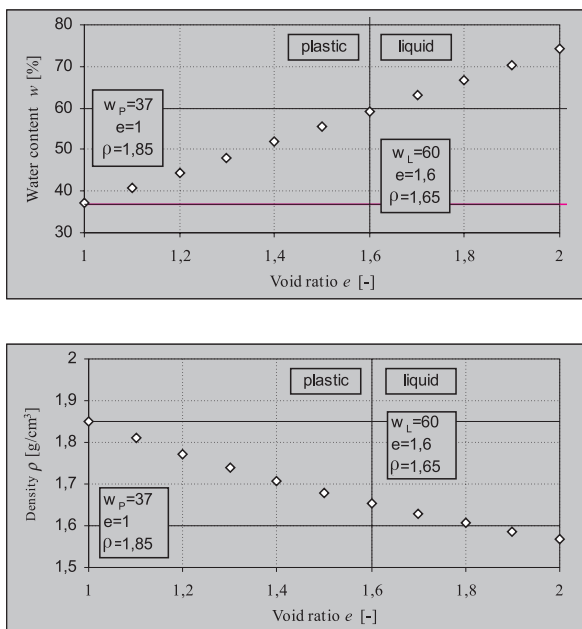 80
70
60
50
40
30
Water content w [%]
plastic
liquid
w P =37
e=1
ρ=1,85
w L =60
e=1,6
ρ=1,65
1
1,2
1,4
1,6
1,8
2
Void ratio e [-]
2
1,9
1,8
1,7
1,6
1,5
Density ρ [g/cm³]
plastic
liquid
w L =60
e=1,6
ρ=1,65
w P =37
e=1
ρ=1,85
1
1,2
1,4
1,6
1,8
2
Void ratio e [-]